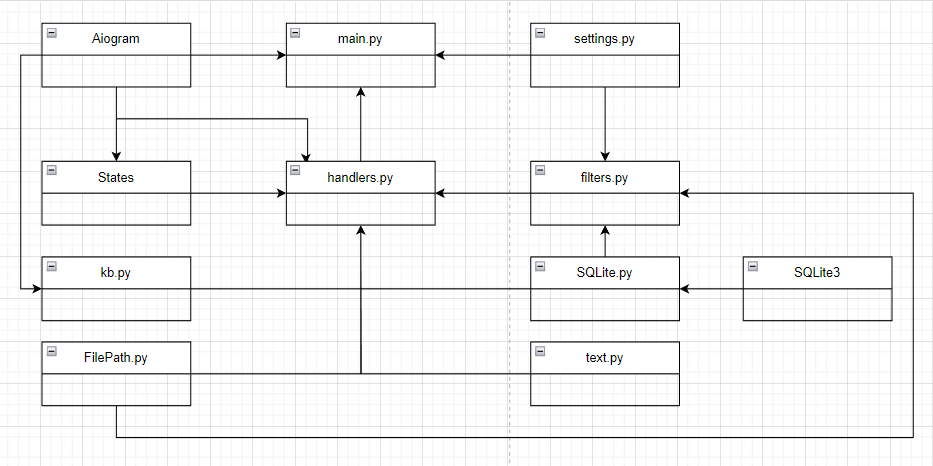 Aiogram
main.py
settings.py
States
handlers.py
filters.py
kb.py
SQLite.py
SQLite3
FilePath.py
text.py